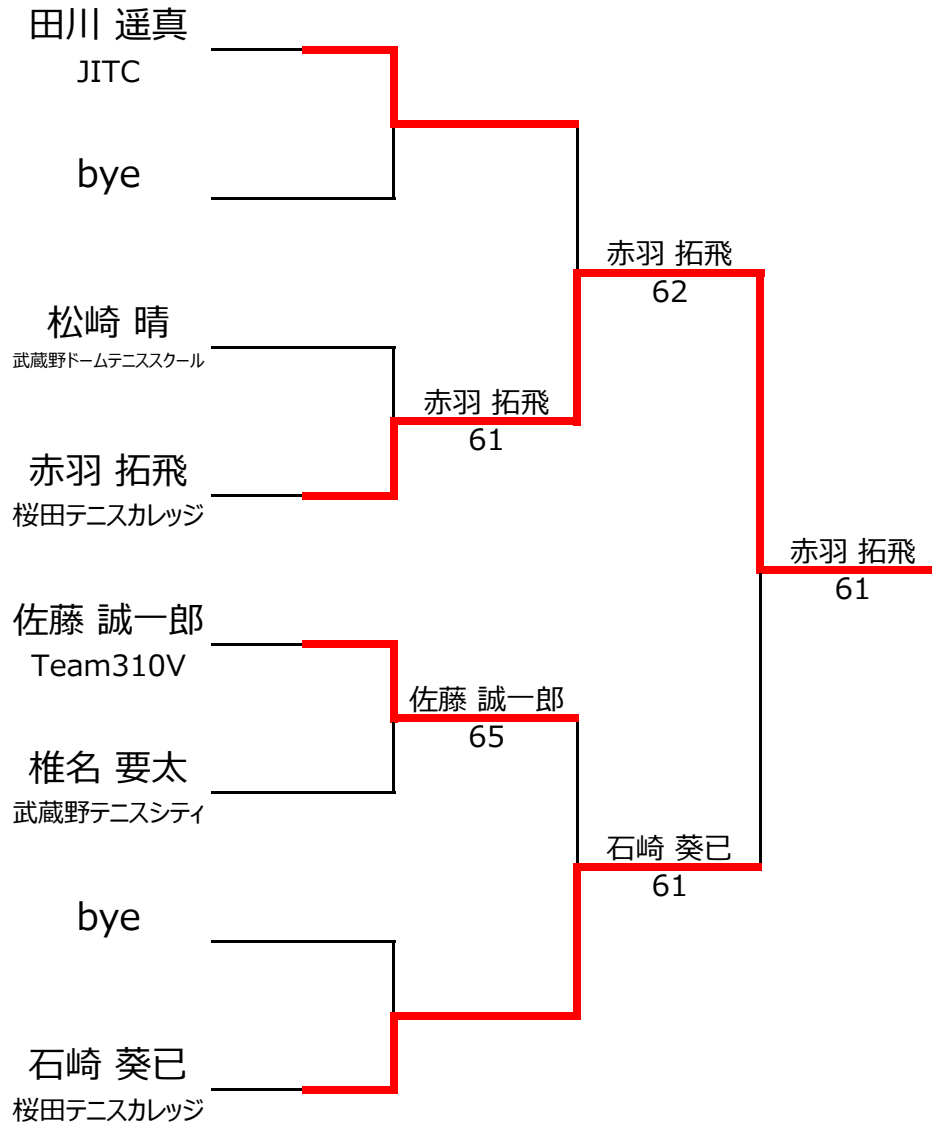 田川 遥真
JITC
bye
松崎 晴
武蔵野ドームテニススクール
赤羽 拓飛
桜田テニスカレッジ
佐藤 誠一郎
Team310V
椎名 要太
武蔵野テニスシティ
bye
石崎 葵已
桜田テニスカレッジ
赤羽 拓飛
61
佐藤 誠一郎
65
赤羽 拓飛
62
石崎 葵已
61
赤羽 拓飛
61